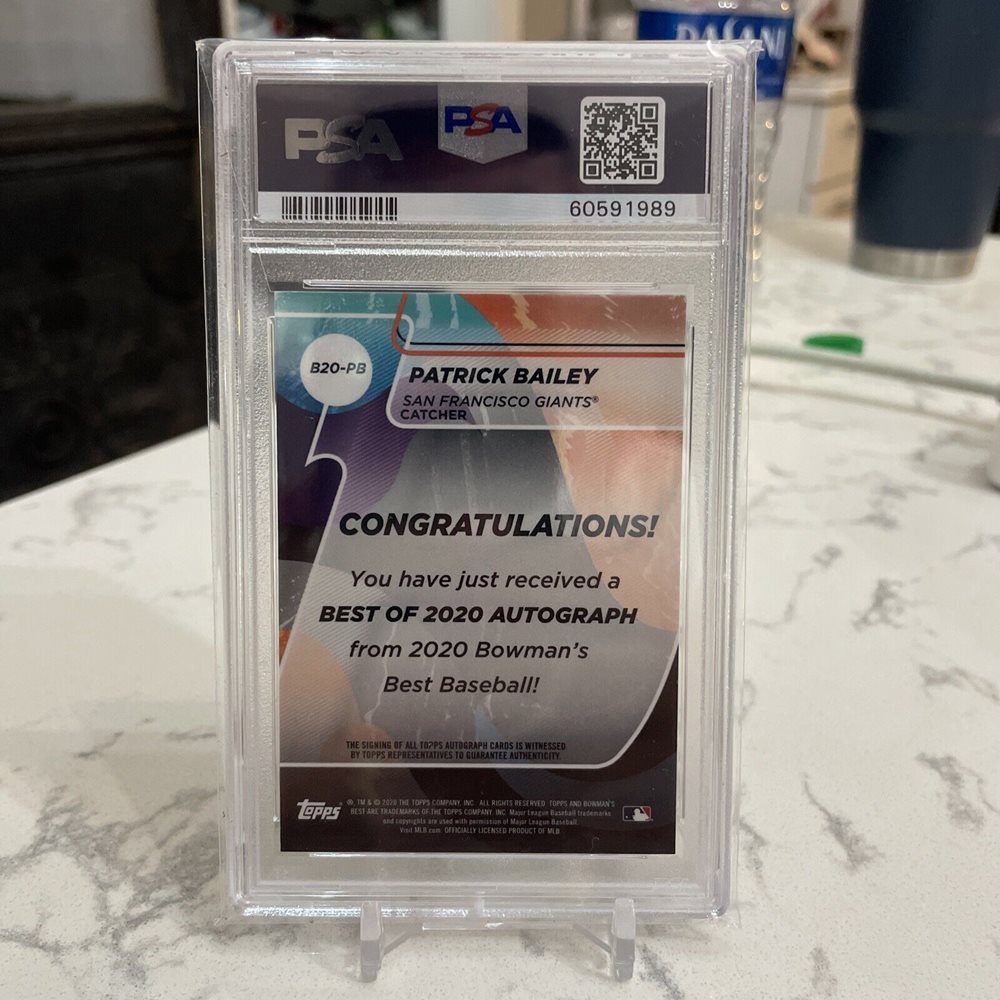 DASANI
PSA
PSA
60591989
B20-PB
PATRICK BAILEY
SAN FRANCISCO GIANTS®
CATCHER
CONGRATULATIONS!
You have just received a
BEST OF 2020 AUTOGRAPH
from 2020 Bowman's
Best Baseball!
THE SIGNING OF ALL TOPPS AUTOGRAPH CARDS IS WITNESSED
BY TOPPS REPRESENTATIVES TO GUARANTEE AUTHENTICITY.
Topps
®, TM & © 2020 THE TOPPS COMPANY, INC. ALL RIGHTS RESERVED. TOPPS AND BOWMAN'S
BEST ARE TRADEMARKS OF THE TOPPS COMPANY, INC. Major League Baseball trademarks
and copyrights are used with permission of Major League Baseball.
Visit MLB.com. OFFICIALLY LICENSED PRODUCT OF MLB